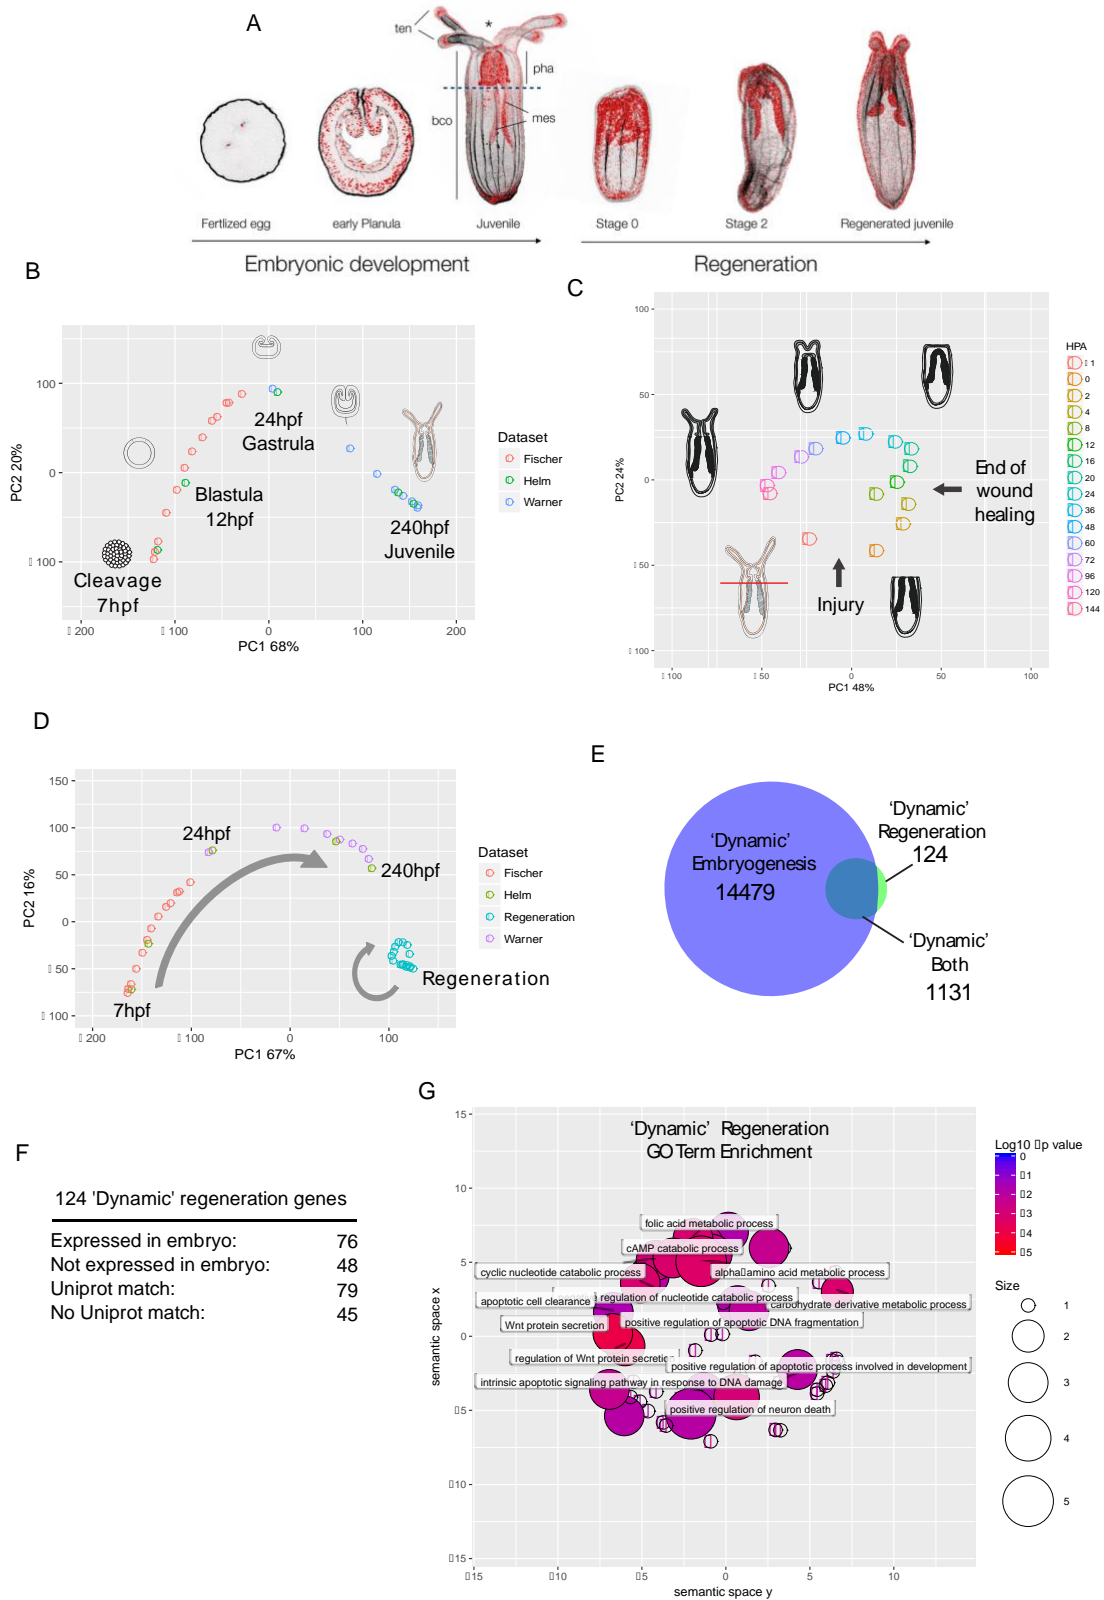 A
ten
*
pha
bco
mes
Fertlized egg
early Planula
Juvenile
Stage 0
Stage 2
Regenerated juvenile
Embryonic development
Regeneration
B
100
0
▯ 100
PC2 20%
▯ 200
▯ 100
0
100
200
PC1 68%
24hpf
Gastrula
Blastula
12hpf
240hpf
Juvenile
Cleavage
7hpf
Dataset
Fischer
Helm
Warner
C
100
50
0
▯ 50
▯ 100
PC2 24%
▯ 100
▯ 50
0
50
100
PC1 48%
End of
wound
healing
Injury
HPA
▯ 1
0
2
4
8
12
16
20
24
36
48
60
72
96
120
144
D
150
100
50
0
▯ 50
▯ 100
PC2 16%
▯ 200
▯ 100
0
100
PC1 67%
24hpf
240hpf
7hpf
Regeneration
Dataset
Fischer
Helm
Regeneration
Warner
E
'Dynamic'
Embryogenesis
14479
'Dynamic'
Regeneration
124
'Dynamic'
Both
1131
F
124 'Dynamic' regeneration genes
Expressed in embryo: 76
Not expressed in embryo: 48
Uniprot match: 79
No Uniprot match: 45
G
'Dynamic' Regeneration
GO Term Enrichment
15
10
5
0
▯5
▯10
▯15
semantic space x
▯15
▯10
▯5
0
5
10
semantic space y
folic acid metabolic process
cAMP catabolic process
cyclic nucleotide catabolic process
alpha▯amino acid metabolic process
regulation of nucleotide catabolic process
apoptotic cell clearance
carbohydrate derivative metabolic process
Wnt protein secretion
positive regulation of apoptotic DNA fragmentation
regulation of Wnt protein secretic
positive regulation of apoptotic process involved in development
intrinsic apoptotic signaling pathway in response to DNA damage
positive regulation of neuron death
Log10 ▯p value
0
▯1
▯2
▯3
▯4
▯5
Size
1
2
3
4
5